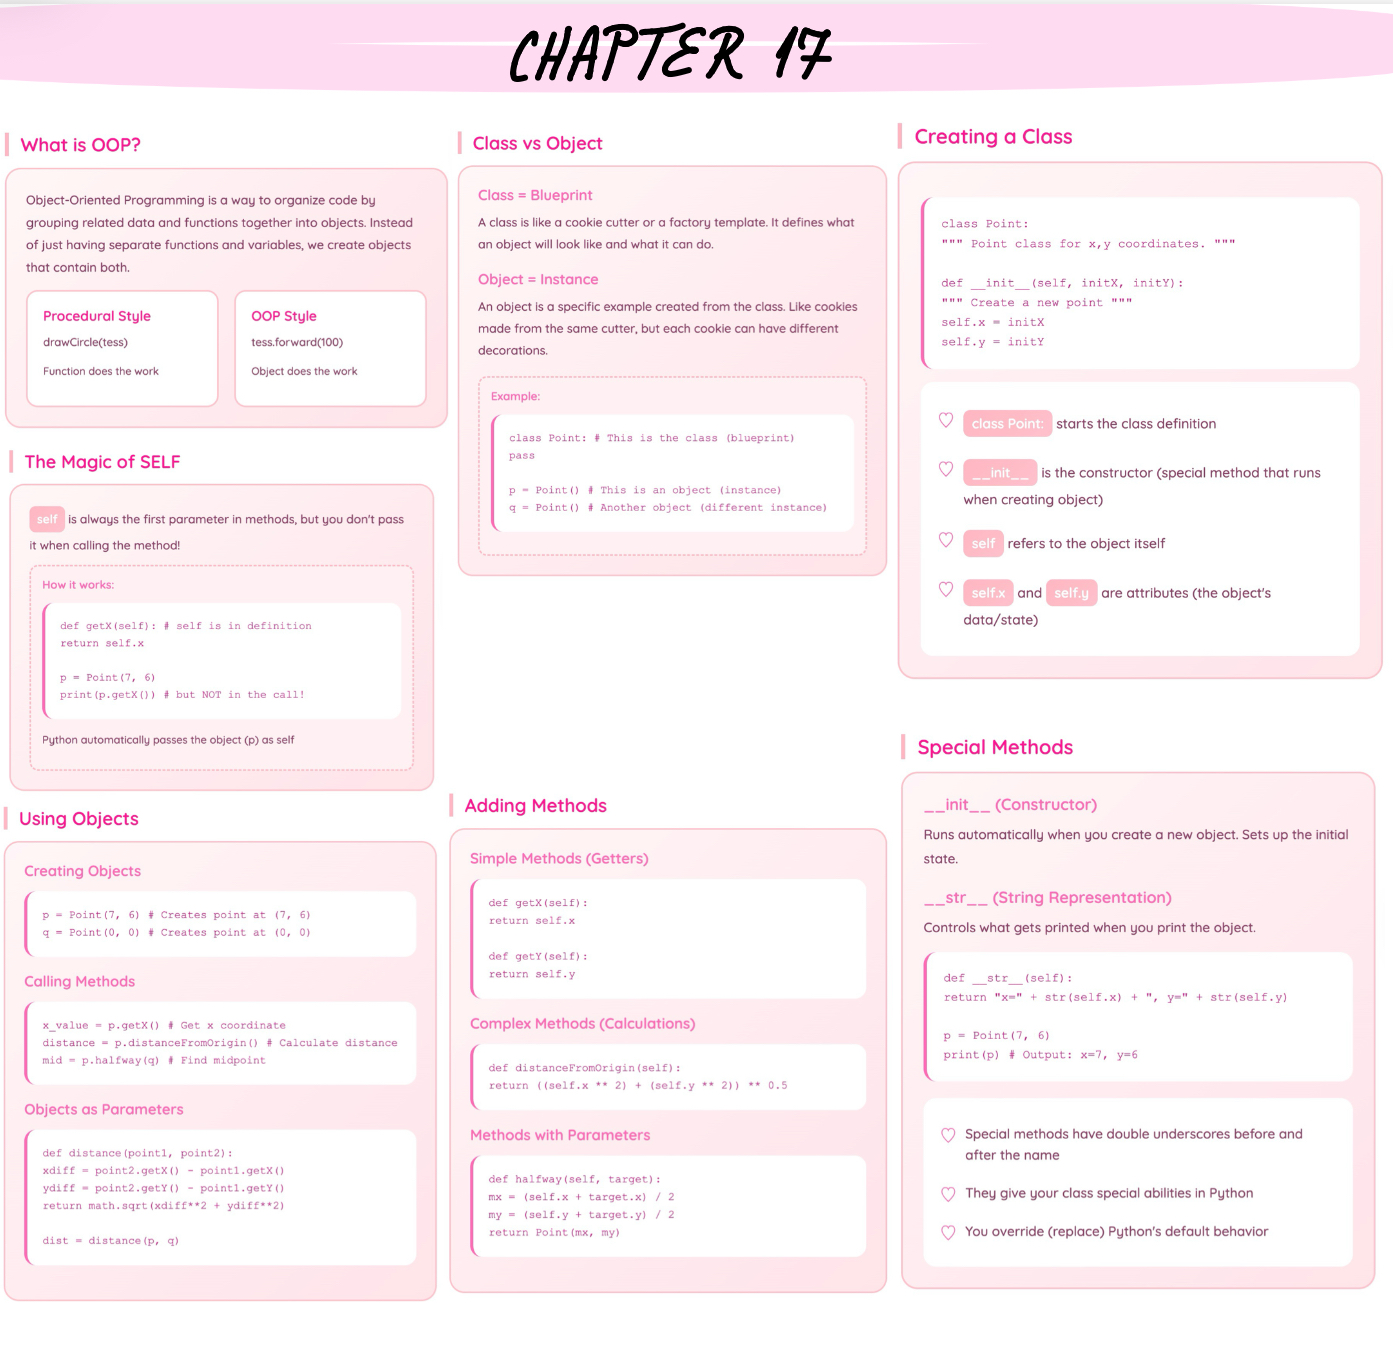 CHAPTER 17
What is OOP?
Object-Oriented Programming is a way to organize code by
grouping related data and functions together into objects. Instead
of just having separate functions and variables, we create objects
that contain both.
Procedural Style
drawCircle(tess)
Function does the work
OOP Style
tess.forward(100)
Object does the work
The Magic of SELF
self is always the first parameter in methods, but you don't pass
it when calling the method!
How it works:
def getX(self): # self is in definition
return self.x
p = Point(7, 6)
print(p.getX()) # but NOT in the call!
Python automatically passes the object (p) as self
Using Objects
Creating Objects
p = Point(7, 6) # Creates point at (7, 6)
q = Point(0, 0) # Creates point at (0, 0)
Calling Methods
x_value = p.getX() # Get x coordinate
distance = p.distanceFromOrigin() # Calculate distance
mid = p.halfway(q) # Find midpoint
Objects as Parameters
def distance(point1, point2):
xdiff = point2.getX() - point1.getX()
ydiff = point2.getY() - point1.getY()
return math.sqrt(xdiff**2 + ydiff**2)
dist = distance(p, q)
Class vs Object
Class = Blueprint
A class is like a cookie cutter or a factory template. It defines what
an object will look like and what it can do.
Object = Instance
An object is a specific example created from the class. Like cookies
made from the same cutter, but each cookie can have different
decorations.
Example:
class Point: # This is the class (blueprint)
pass
p = Point() # This is an object (instance)
q = Point() # Another object (different instance)
Adding Methods
Simple Methods (Getters)
def getX(self):
return self.x
def getY(self):
return self.y
Complex Methods (Calculations)
def distanceFromOrigin(self):
return ((self.x ** 2) + (self.y ** 2)) ** 0.5
Methods with Parameters
def halfway(self, target):
mx = (self.x + target.x) / 2
my = (self.y + target.y) / 2
return Point(mx, my)
Creating a Class
class Point:
""" Point class for x,y coordinates. """
def __init__(self, initX, initY):
""" Create a new point """
self.x = initX
self.y = initY
class Point: starts the class definition
__init__ is the constructor (special method that runs
when creating object)
self refers to the object itself
self.x and self.y are attributes (the object's
data/state)
Special Methods
__init__ (Constructor)
Runs automatically when you create a new object. Sets up the initial
state.
__str__ (String Representation)
Controls what gets printed when you print the object.
def __str__(self):
return "x=" + str(self.x) + ", y=" + str(self.y)
p = Point(7, 6)
print(p) # Output: x=7, y=6
Special methods have double underscores before and
after the name
They give your class special abilities in Python
You override (replace) Python's default behavior